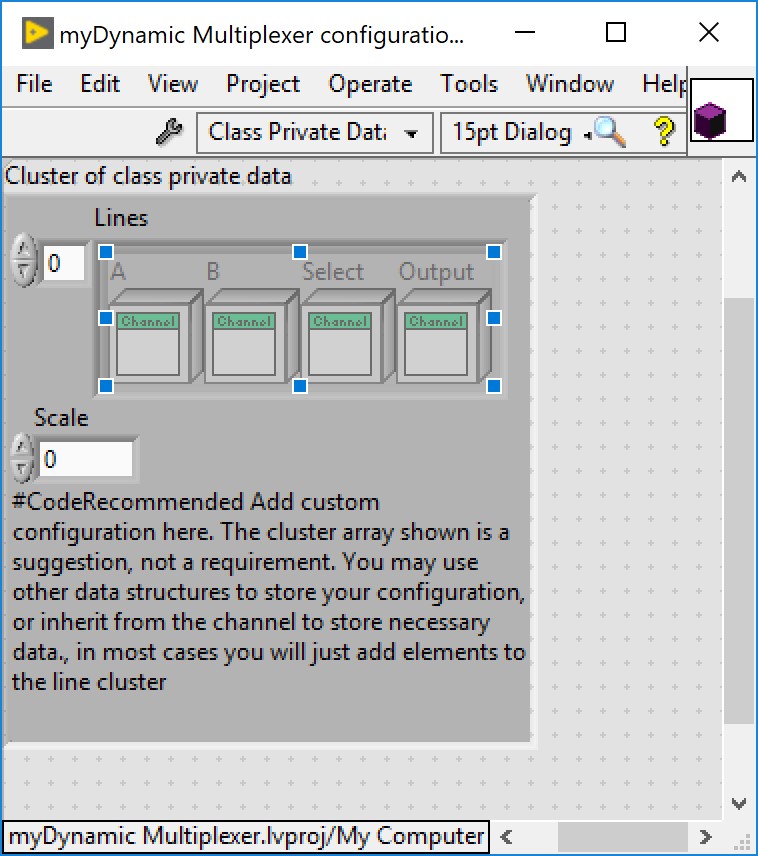 myDynamic Multiplexer configuratio...
File Edit View Project Operate Tools Window Help
Class Private Data 15pt Dialog
Cluster of class private data
Lines
0
A B Select Output
Channel Channel Channel Channel
Scale
0
#CodeRecommended Add custom
configuration here. The cluster array shown is a
suggestion, not a requirement. You may use
other data structures to store your configuration,
or inherit from the channel to store necessary
data., in most cases you will just add elements to
the line cluster
myDynamic Multiplexer.lvproj/My Computer